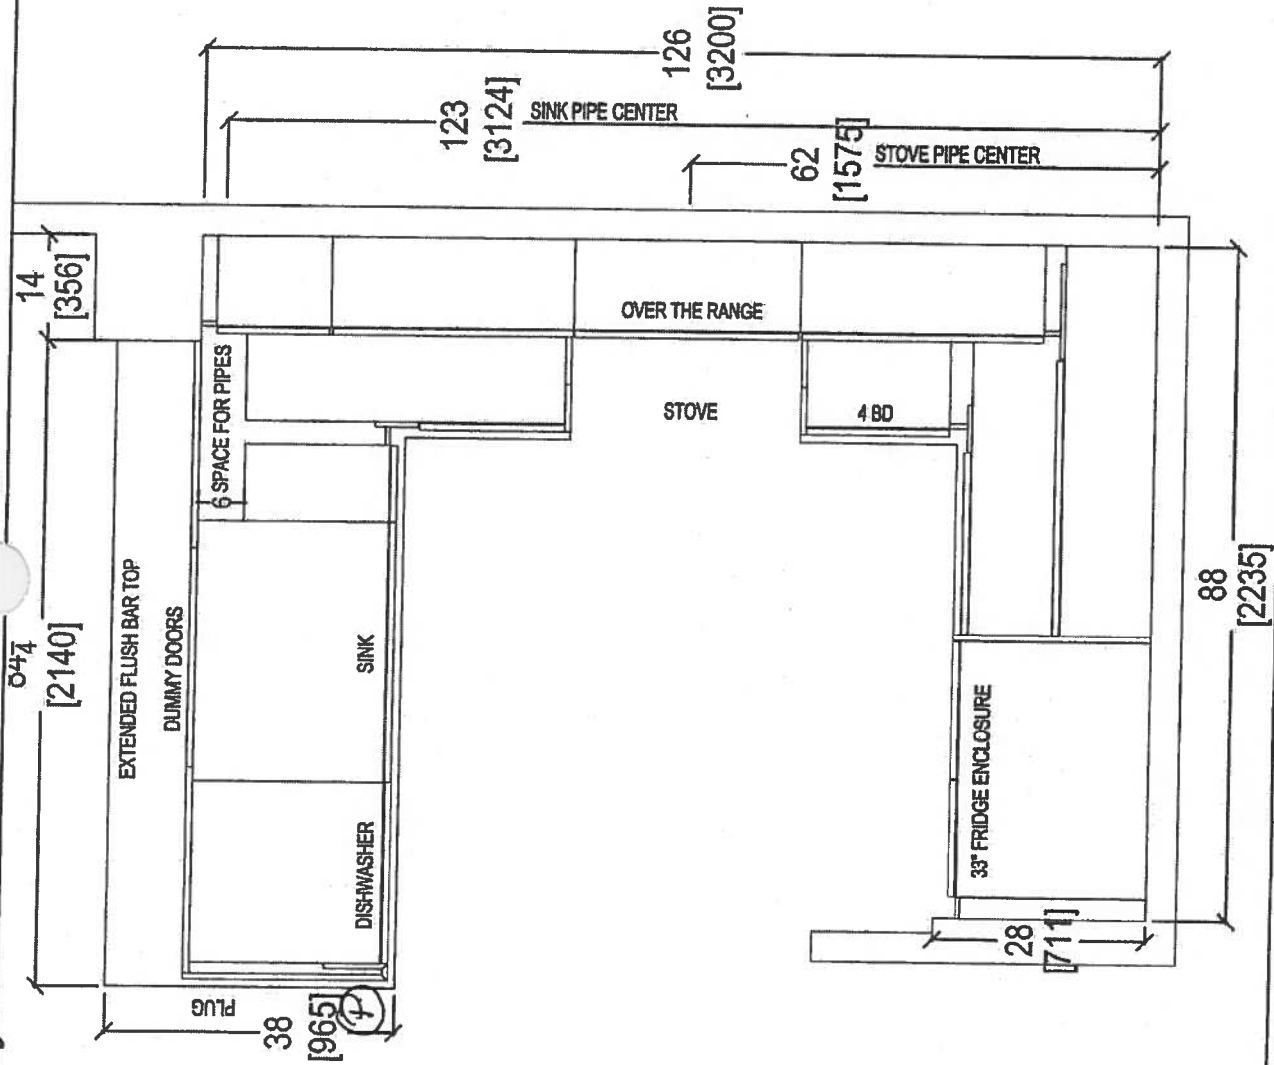 126
[3200]
123
[3124]
SINK PIPE CENTER
62
[1575]
STOVE PIPE CENTER
14
[356]
[2140]
EXTENDED FLUSH BAR TOP
DUMMY DOORS
6 SPACE FOR PIPES
OVER THE RANGE
STOVE
4 BD
SINK
DISHWASHER
33" FRIDGE ENCLOSURE
88
[2235]
28
[711]
PLUG
38
[965]